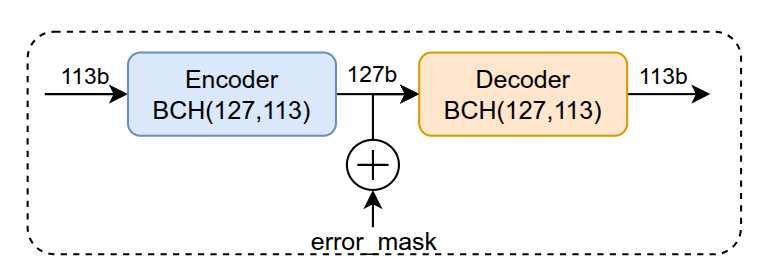 113b
Encoder
BCH(127,113)
127b
Decoder
BCH(127,113)
113b
error_mask